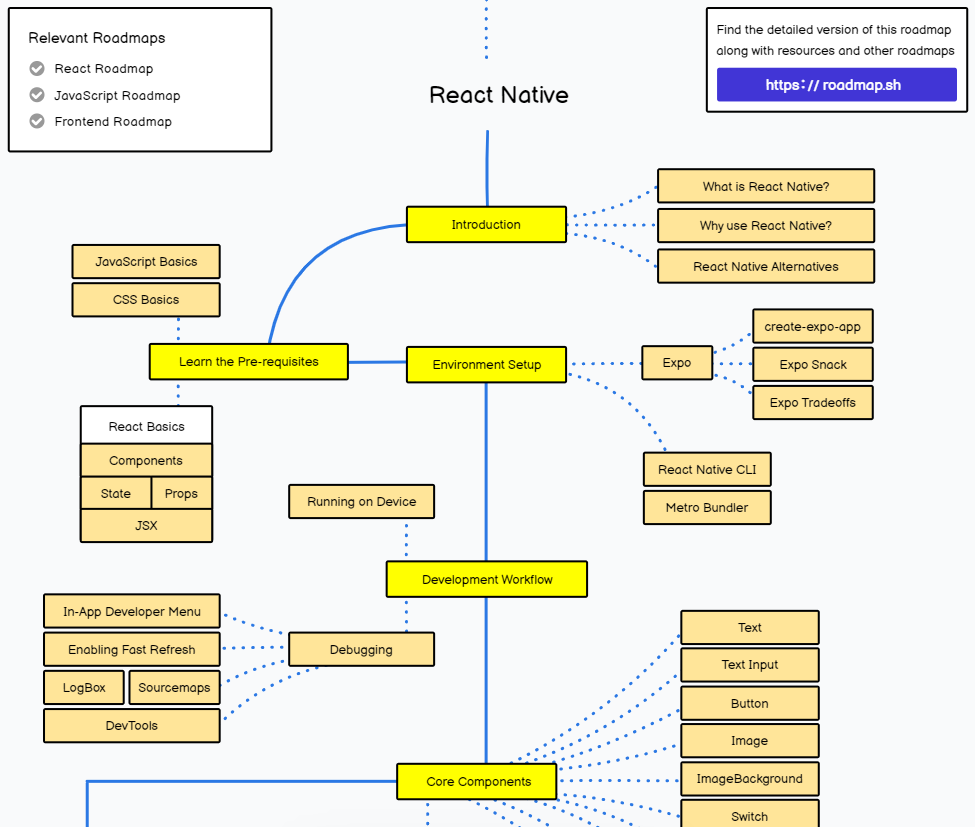 Relevant Roadmaps
React Roadmap
JavaScript Roadmap
Frontend Roadmap
React Native
Find the detailed version of this roadmap
along with resources and other roadmaps
https://roadmap.sh
Introduction
What is React Native?
Why use React Native?
React Native Alternatives
JavaScript Basics
CSS Basics
Learn the Pre-requisites
React Basics
Components
State
Props
JSX
Environment Setup
Expo
create-expo-app
Expo Snack
Expo Tradeoffs
React Native CLI
Metro Bundler
Running on Device
Development Workflow
Debugging
In-App Developer Menu
Enabling Fast Refresh
LogBox
Sourcemaps
DevTools
Core Components
Text
Text Input
Button
Image
ImageBackground
Switch